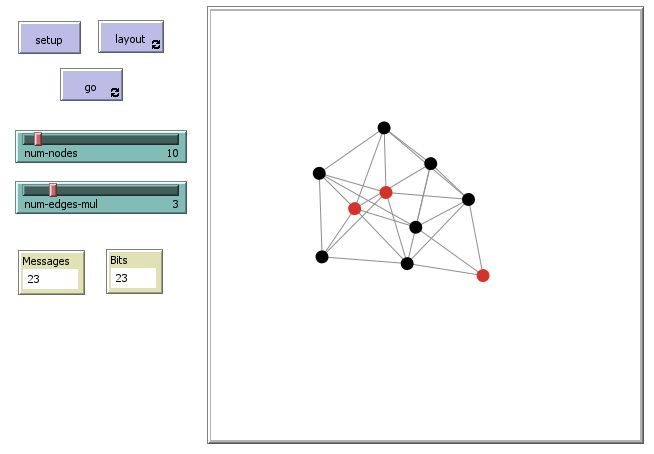 setup
layout
go
num-nodes 10
num-edges-mul 3
Messages
23
Bits
23